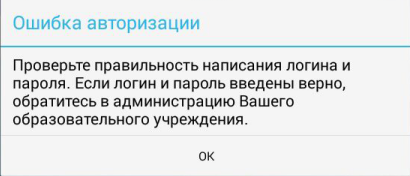 Ошибка авторизации
Проверьте правильность написания логина и
пароля. Если логин и пароль введены верно,
обратитесь в администрацию Вашего
образовательного учреждения.
ОК